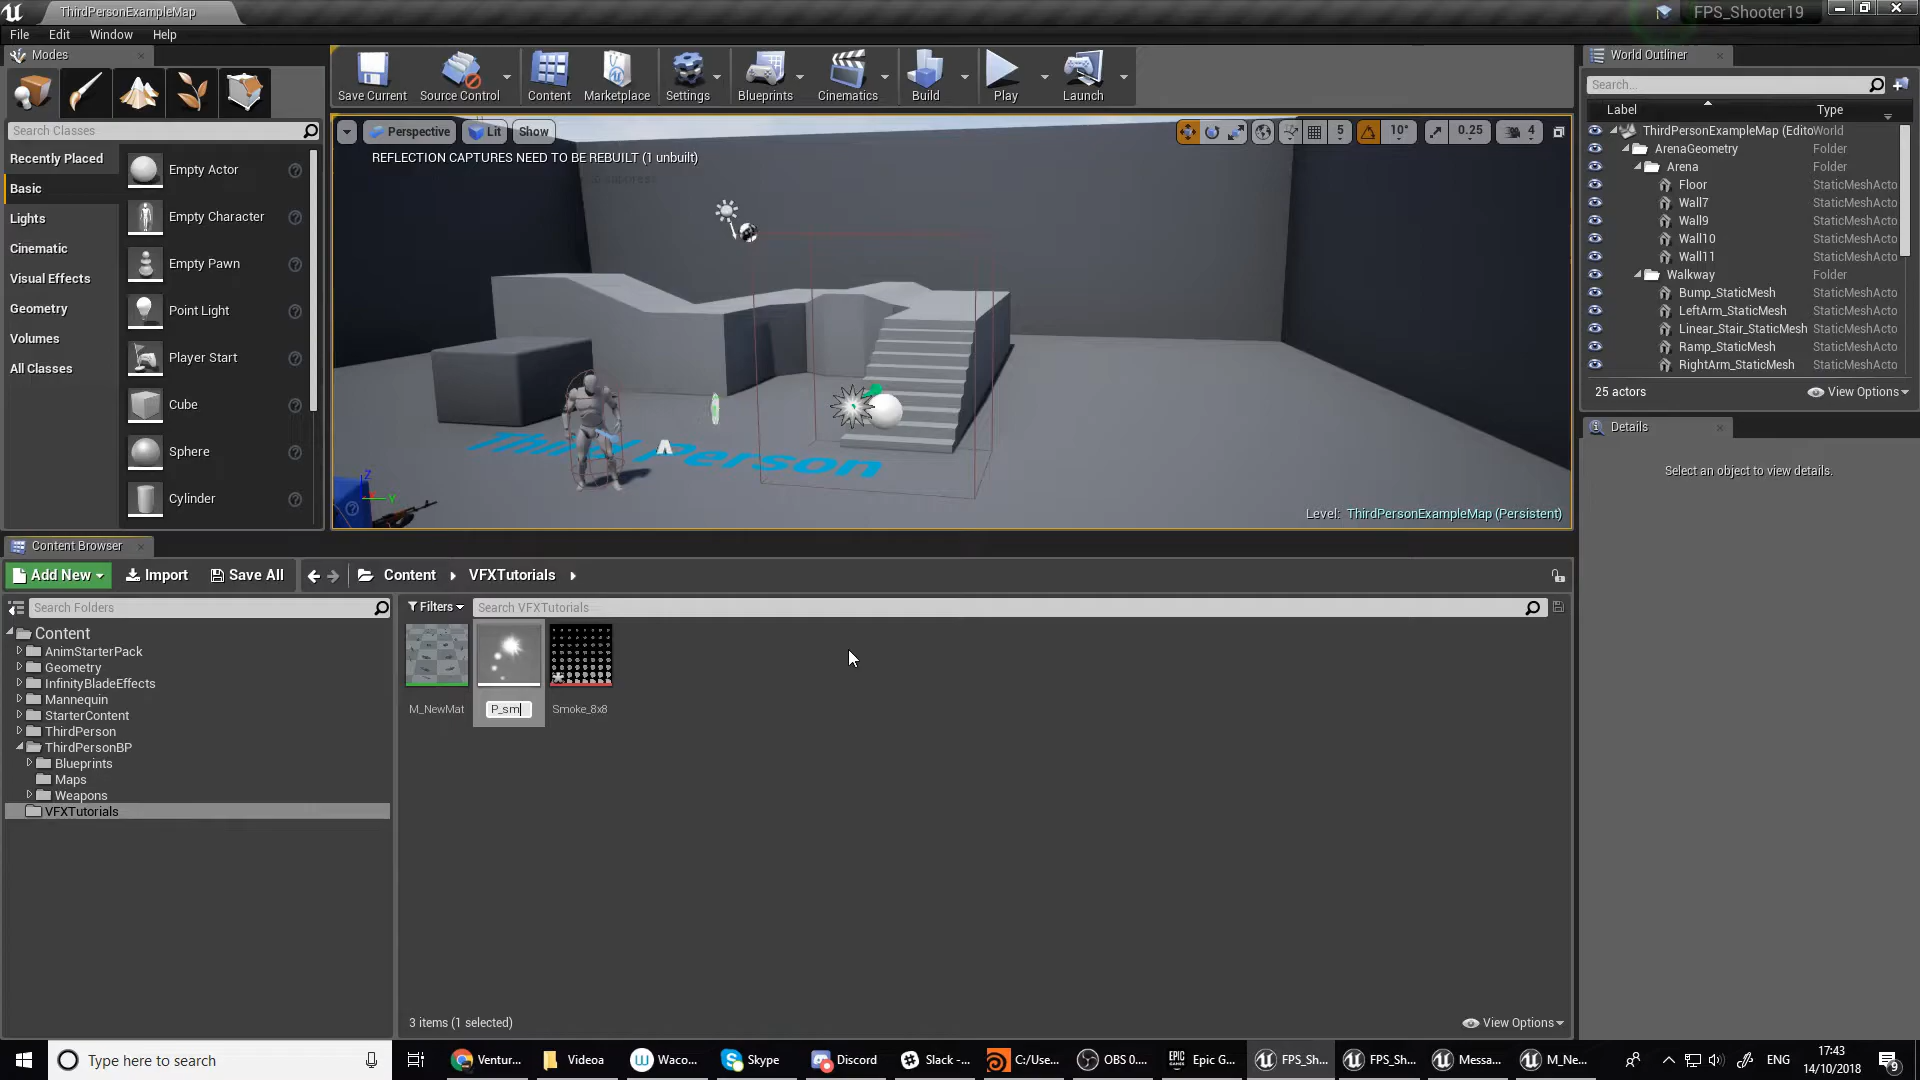 ThirdPersonExampleMap
FPS_Shooter19
File Edit Window Help
Modes
Save Current
Source Control
Content
Marketplace
Settings
Blueprints
Cinematics
Build
Play
Launch
World Outliner
Search...
Label
Type
Search Classes
Recently Placed
Basic
Lights
Cinematic
Visual Effects
Geometry
Volumes
All Classes
Empty Actor
Empty Character
Empty Pawn
Point Light
Player Start
Cube
Sphere
Cylinder
Perspective
Lit
Show
10°
0.25
5
4
REFLECTION CAPTURES NEED TO BE REBUILT (1 unbuilt)
Third Person
Z
Y
Level: ThirdPersonExampleMap (Persistent)
ThirdPersonExampleMap (Edito World
ArenaGeometry Folder
Arena Folder
Floor StaticMeshActo
Wall7 StaticMeshActo
Wall9 StaticMeshActo
Wall10 StaticMeshActo
Wall11 StaticMeshActo
Walkway Folder
Bump_StaticMesh StaticMeshActo
LeftArm_StaticMesh StaticMeshActo
Linear_Stair_StaticMesh StaticMeshActo
Ramp_StaticMesh StaticMeshActo
RightArm_StaticMesh StaticMeshActo
25 actors
View Options
Details
Select an object to view details.
Content Browser
Add New
Import
Save All
Content
VFXTutorials
Search Folders
Filters
Search VFXTutorials
Content
AnimStarterPack
Geometry
InfinityBladeEffects
Mannequin
StarterContent
ThirdPerson
ThirdPersonBP
Blueprints
Maps
Weapons
VFXTutorials
M_NewMat
P_sm
Smoke_8x8
3 items (1 selected)
View Options
Type here to search
Ventur...
Videoa
Waco...
Skype
Discord
Slack -...
C:/Use...
OBS 0....
EPIC
GAMES
Epic G...
FPS_Sh...
FPS_Sh...
Messa...
M_Ne...
ENG
17:43
14/10/2018
9